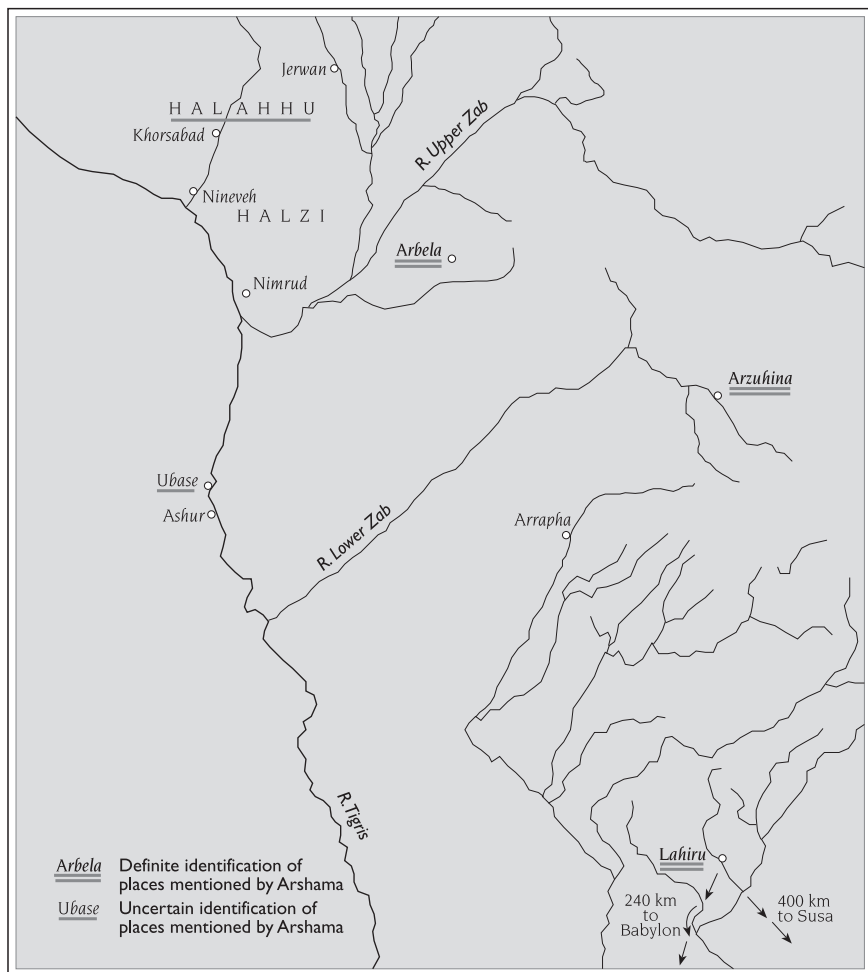 Jerwan
HALAHHU
Khorsabad
R. Upper Zab
Nineveh
HALZI
Arbela
Nimrud
Arzuhina
Ubase
Ashur
Arrapha
R. Lower Zab
R. Tigris
Lahiru
Arbela Definite identification of
places mentioned by Arshama
Ubase Uncertain identification of
places mentioned by Arshama
240 km
to
Babylon
400 km
to Susa